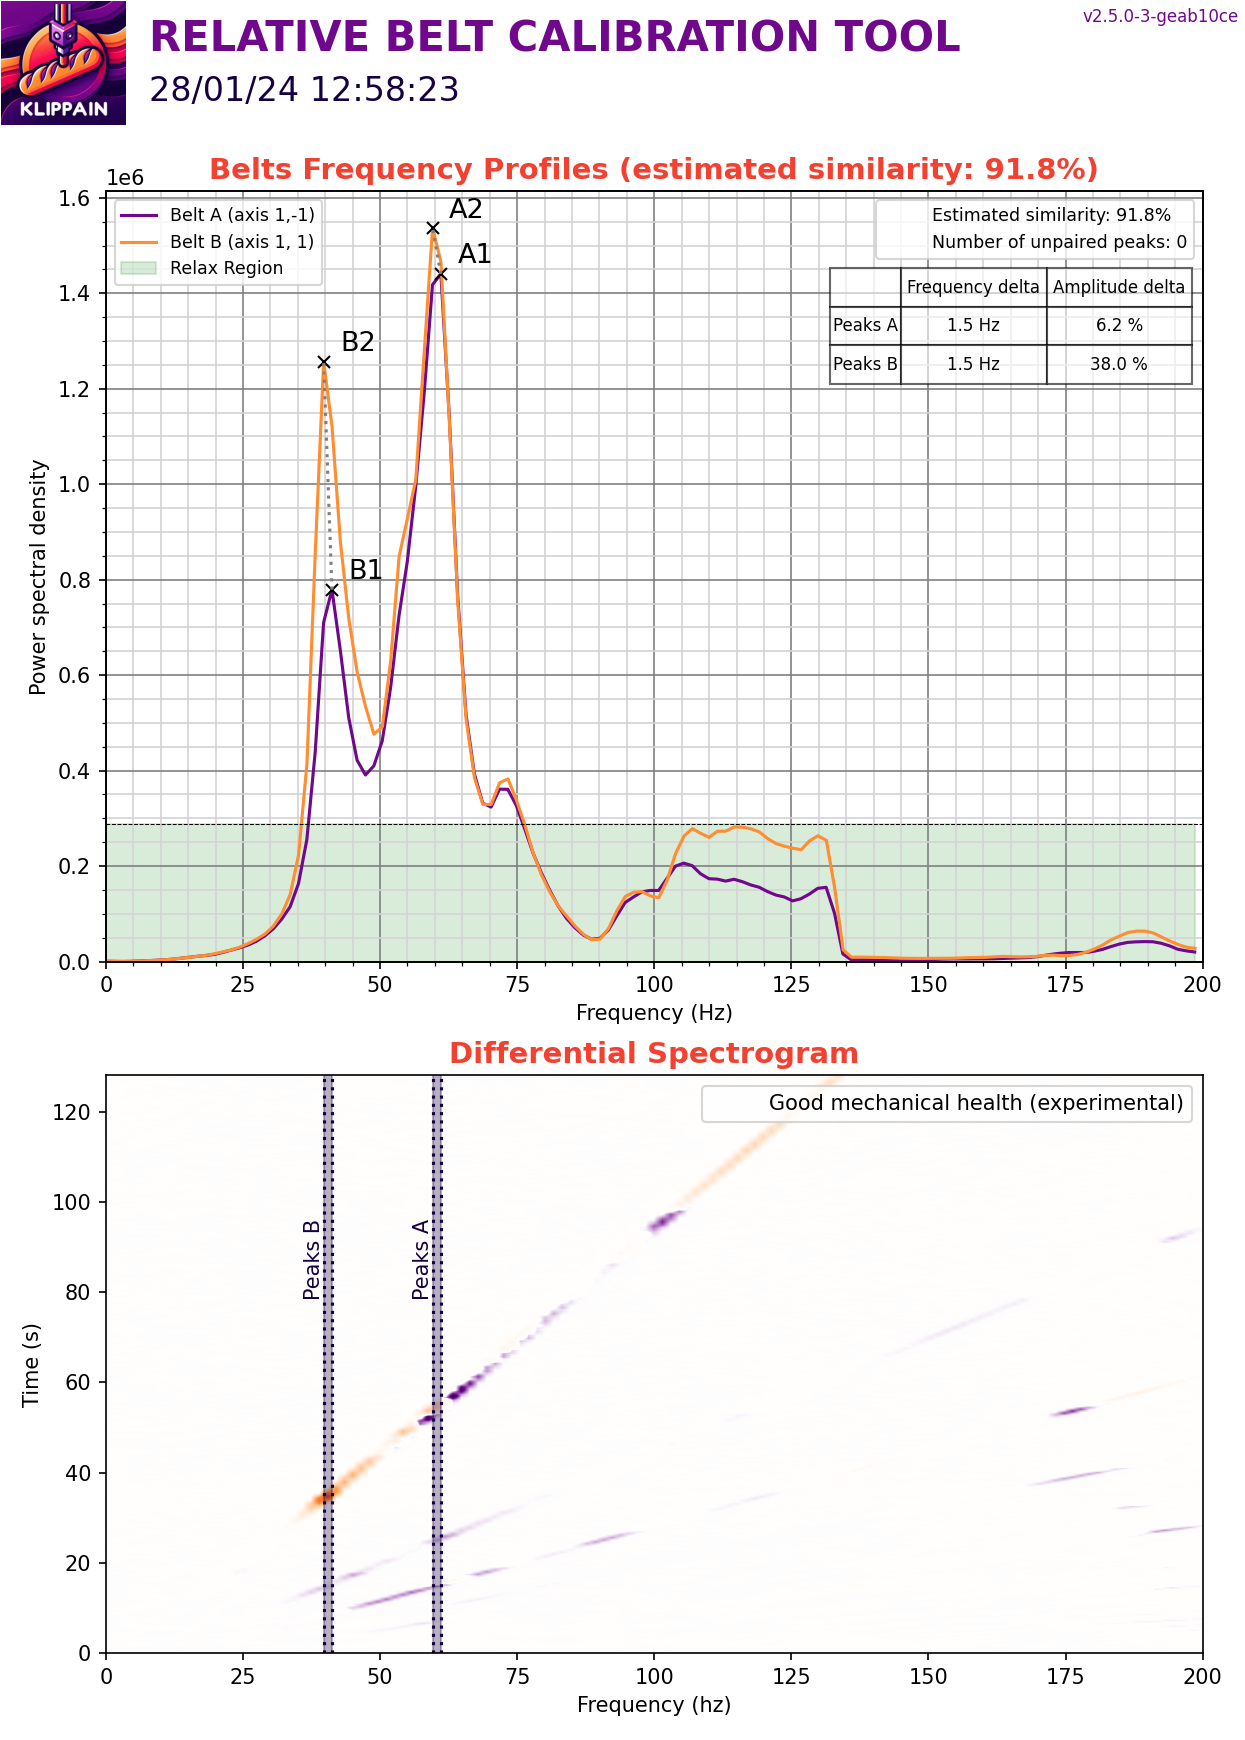 v2.5.0-3-geab10ce
RELATIVE BELT CALIBRATION TOOL
28/01/24 12:58:23
KLIPPAIN
Belts Frequency Profiles (estimated similarity: 91.8%)
1e6
Belt A (axis 1,-1)
Belt B (axis 1, 1)
Relax Region
Estimated similarity: 91.8%
Number of unpaired peaks: 0
Frequency delta Amplitude delta
Peaks A 1.5 Hz 6.2 %
Peaks B 1.5 Hz 38.0 %
A2
A1
B2
B1
Power spectral density
1.6
1.4
1.2
1.0
0.8
0.6
0.4
0.2
0.0
0 25 50 75 100 125 150 175 200
Frequency (Hz)
Differential Spectrogram
Good mechanical health (experimental)
Peaks B
Peaks A
Time (s)
120
100
80
60
40
20
0
0 25 50 75 100 125 150 175 200
Frequency (hz)